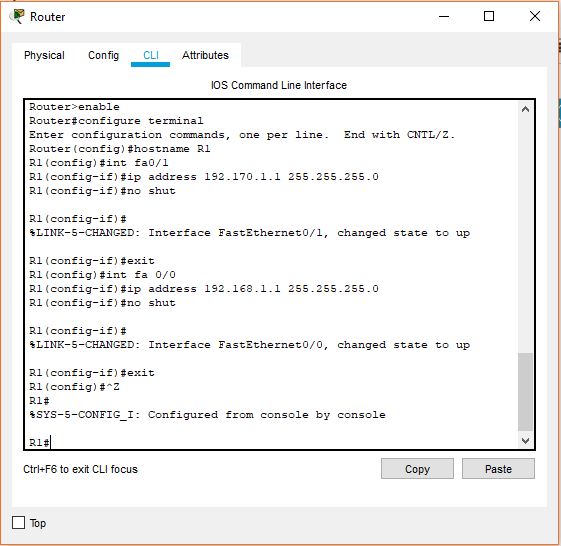 Router
Physical Config CLI Attributes
IOS Command Line Interface
Router>enable
Router#configure terminal
Enter configuration commands, one per line.  End with CNTL/Z.
Router(config)#hostname R1
R1(config)#int fa0/1
R1(config-if)#ip address 192.170.1.1 255.255.255.0
R1(config-if)#no shut
R1(config-if)#
%LINK-5-CHANGED: Interface FastEthernet0/1, changed state to up
R1(config-if)#exit
R1(config)#int fa 0/0
R1(config-if)#ip address 192.168.1.1 255.255.255.0
R1(config-if)#no shut
R1(config-if)#
%LINK-5-CHANGED: Interface FastEthernet0/0, changed state to up
R1(config-if)#exit
R1(config)#^Z
R1#
%SYS-5-CONFIG_I: Configured from console by console
R1#
Ctrl+F6 to exit CLI focus
Copy Paste
Top